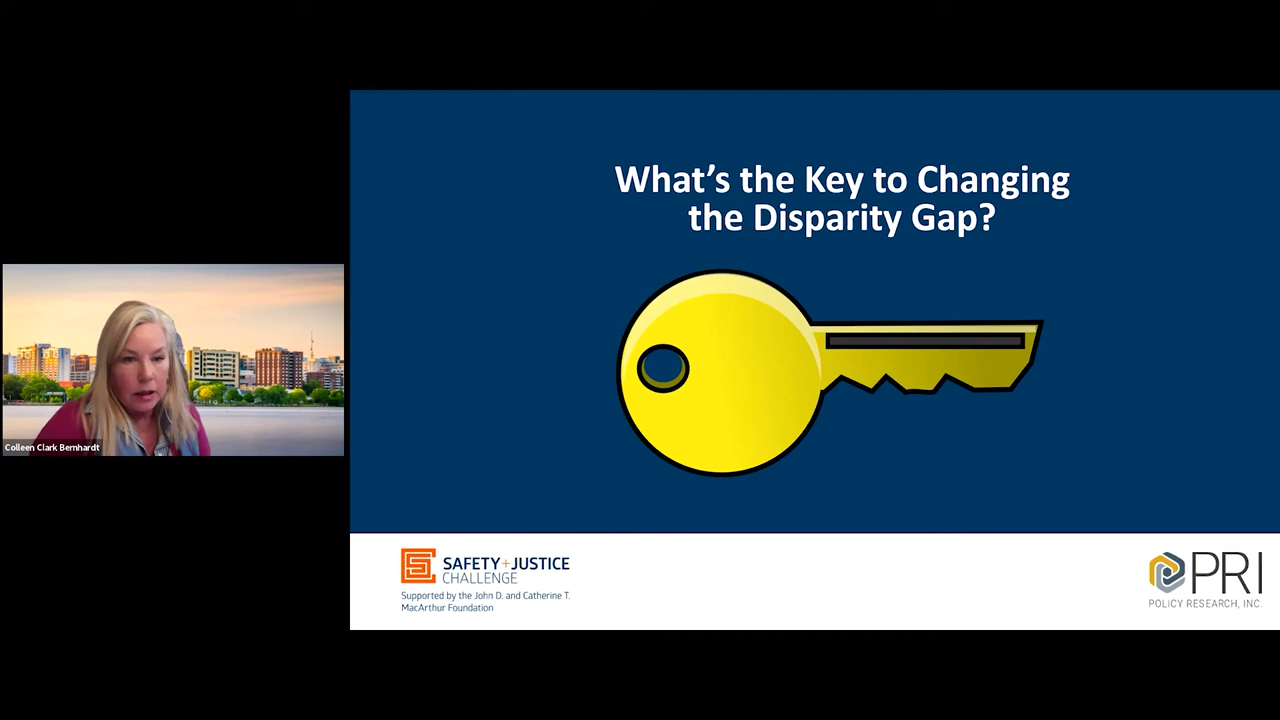 What's the Key to Changing
the Disparity Gap?
Colleen Clark Bernhardt
SAFETY+JUSTICE
CHALLENGE
Supported by the John D. and Catherine T.
MacArthur Foundation
PRI
POLICY RESEARCH, INC.